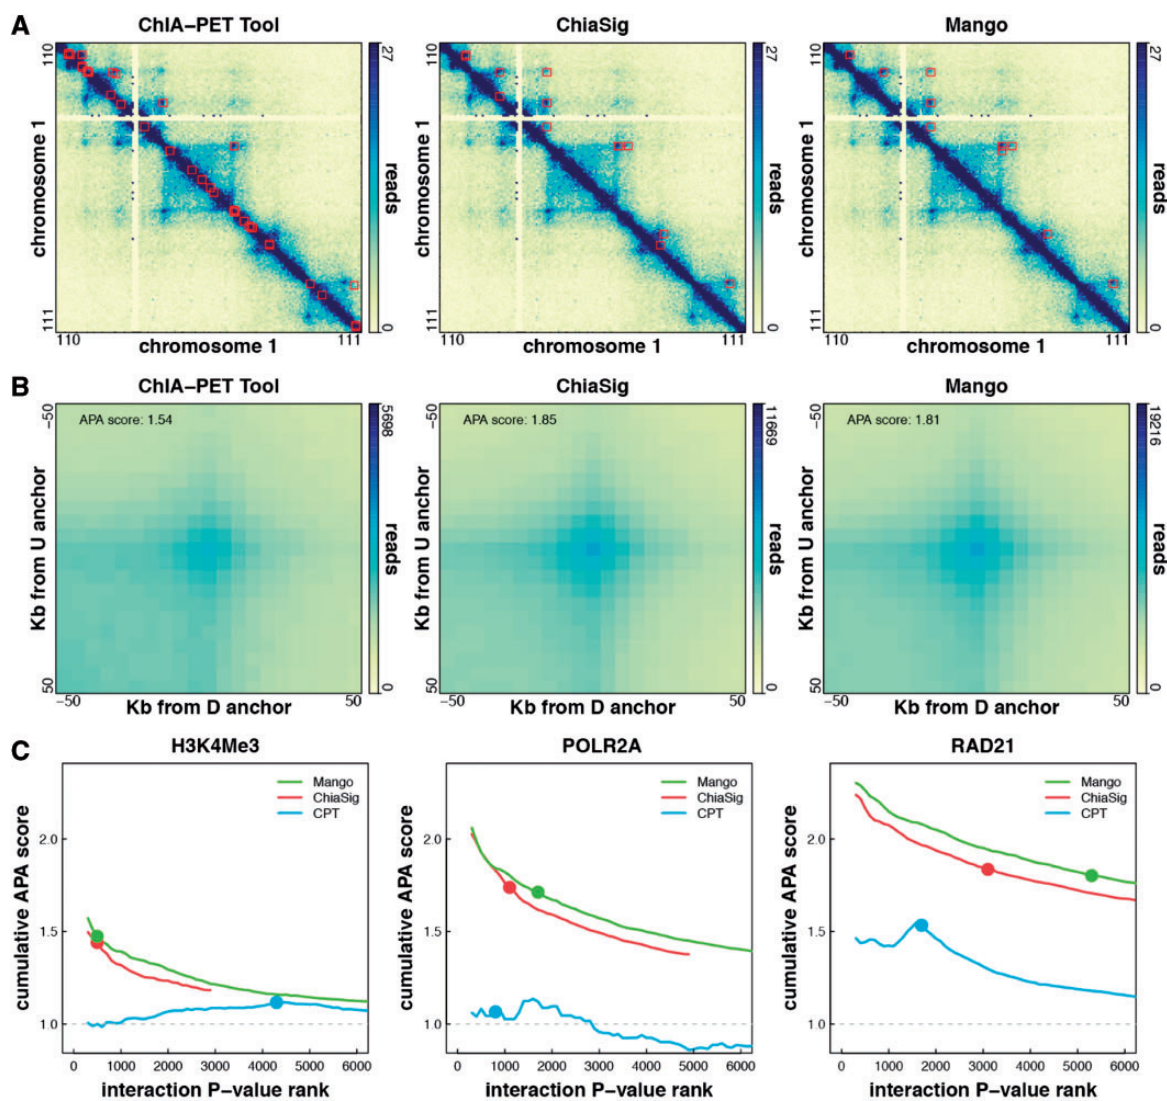 A
ChIA-PET Tool
ChiaSig
Mango
110
111
chromosome 1
110
111
chromosome 1
27
0
reads
110
111
chromosome 1
110
111
chromosome 1
27
0
reads
110
111
chromosome 1
110
111
chromosome 1
27
0
reads
B
ChIA-PET Tool
ChiaSig
Mango
APA score: 1.54
-50
50
Kb from U anchor
-50
50
Kb from D anchor
5698
0
reads
APA score: 1.85
-50
50
Kb from U anchor
-50
50
Kb from D anchor
11669
0
reads
APA score: 1.81
-50
50
Kb from U anchor
-50
50
Kb from D anchor
19216
0
reads
C
H3K4Me3
POLR2A
RAD21
Mango
ChiaSig
CPT
2.0
1.5
1.0
cumulative APA score
0 1000 2000 3000 4000 5000 6000
interaction P-value rank
Mango
ChiaSig
CPT
2.0
1.5
1.0
cumulative APA score
0 1000 2000 3000 4000 5000 6000
interaction P-value rank
Mango
ChiaSig
CPT
2.0
1.5
1.0
cumulative APA score
0 1000 2000 3000 4000 5000 6000
interaction P-value rank